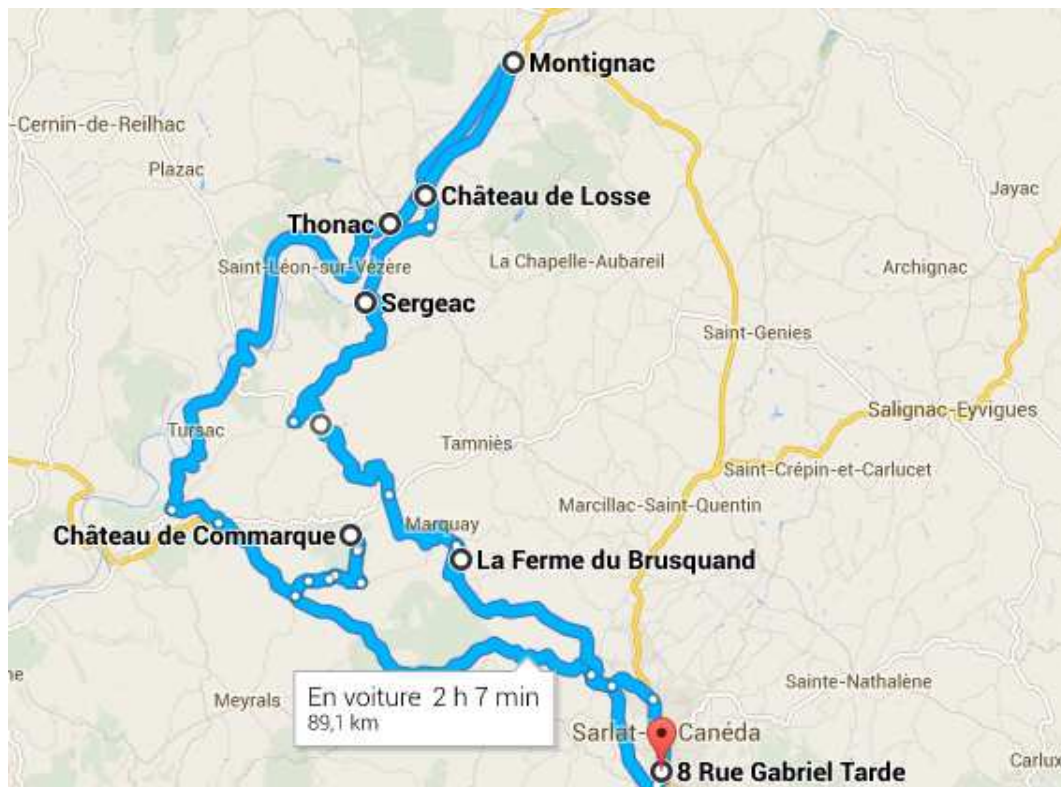 Montignac
-Cernin-de-Reilhac
Plazac
Jayac
Château de Losse
Thonac
La Chapelle-Aubareil
Saint-Léon-sur-Vézère
Archignac
Sergeac
Saint-Genies
Salignac-Eyvigues
Tursac
Tamniès
Saint-Crépin-et-Carlucet
Marcillac-Saint-Quentin
Château de Commarque
Marquay
La Ferme du Brusquand
Meyrals
En voiture 2 h 7 min
89,1 km
Sainte-Nathalène
Sarlat-la-Canéda
Carlux
8 Rue Gabriel Tarde